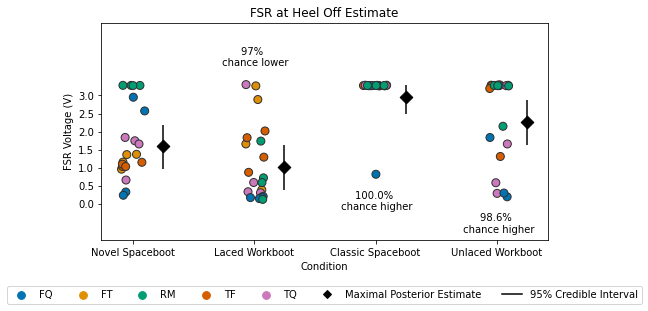 FSR at Heel Off Estimate
97%
chance lower
100.0%
chance higher
98.6%
chance higher
FSR Voltage (V)
3.0
2.5
2.0
1.5
1.0
0.5
0.0
Novel Spaceboot Laced Workboot Classic Spaceboot Unlaced Workboot
Condition
FQ FT RM TF TQ Maximal Posterior Estimate 95% Credible Interval